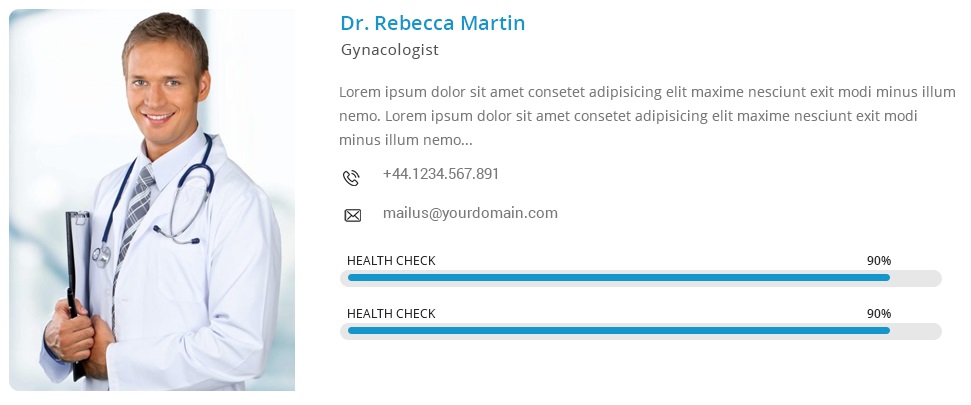 Dr. Rebecca Martin
Gynacologist
Lorem ipsum dolor sit amet consetet adipisicing elit maxime nesciunt exit modi minus illum
nemo. Lorem ipsum dolor sit amet consetet adipisicing elit maxime nesciunt exit modi
minus illum nemo...
+44.1234.567.891
mailus@yourdomain.com
HEALTH CHECK 90%
HEALTH CHECK 90%